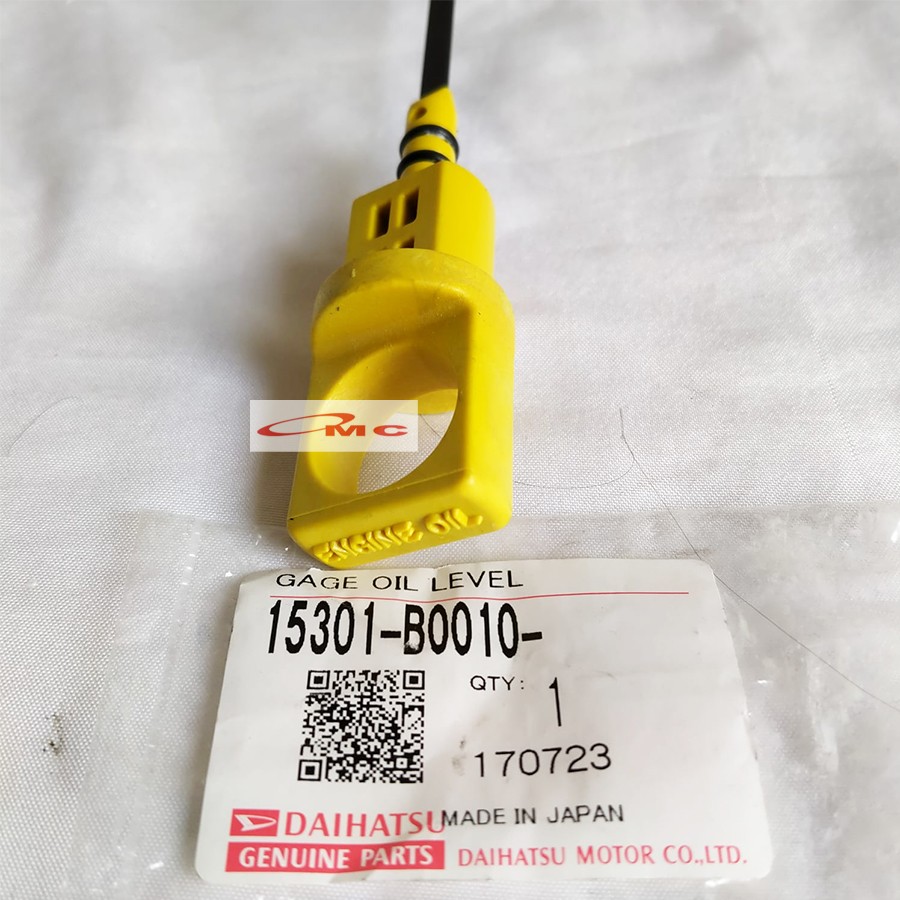 OMC
ENGINE OIL
GAGE OIL LEVEL
15301-B0010-
QTY: 1
170723
MADE IN JAPAN
DAIHATSU
GENUINE PARTS
DAIHATSU MOTOR CO.,LTD.